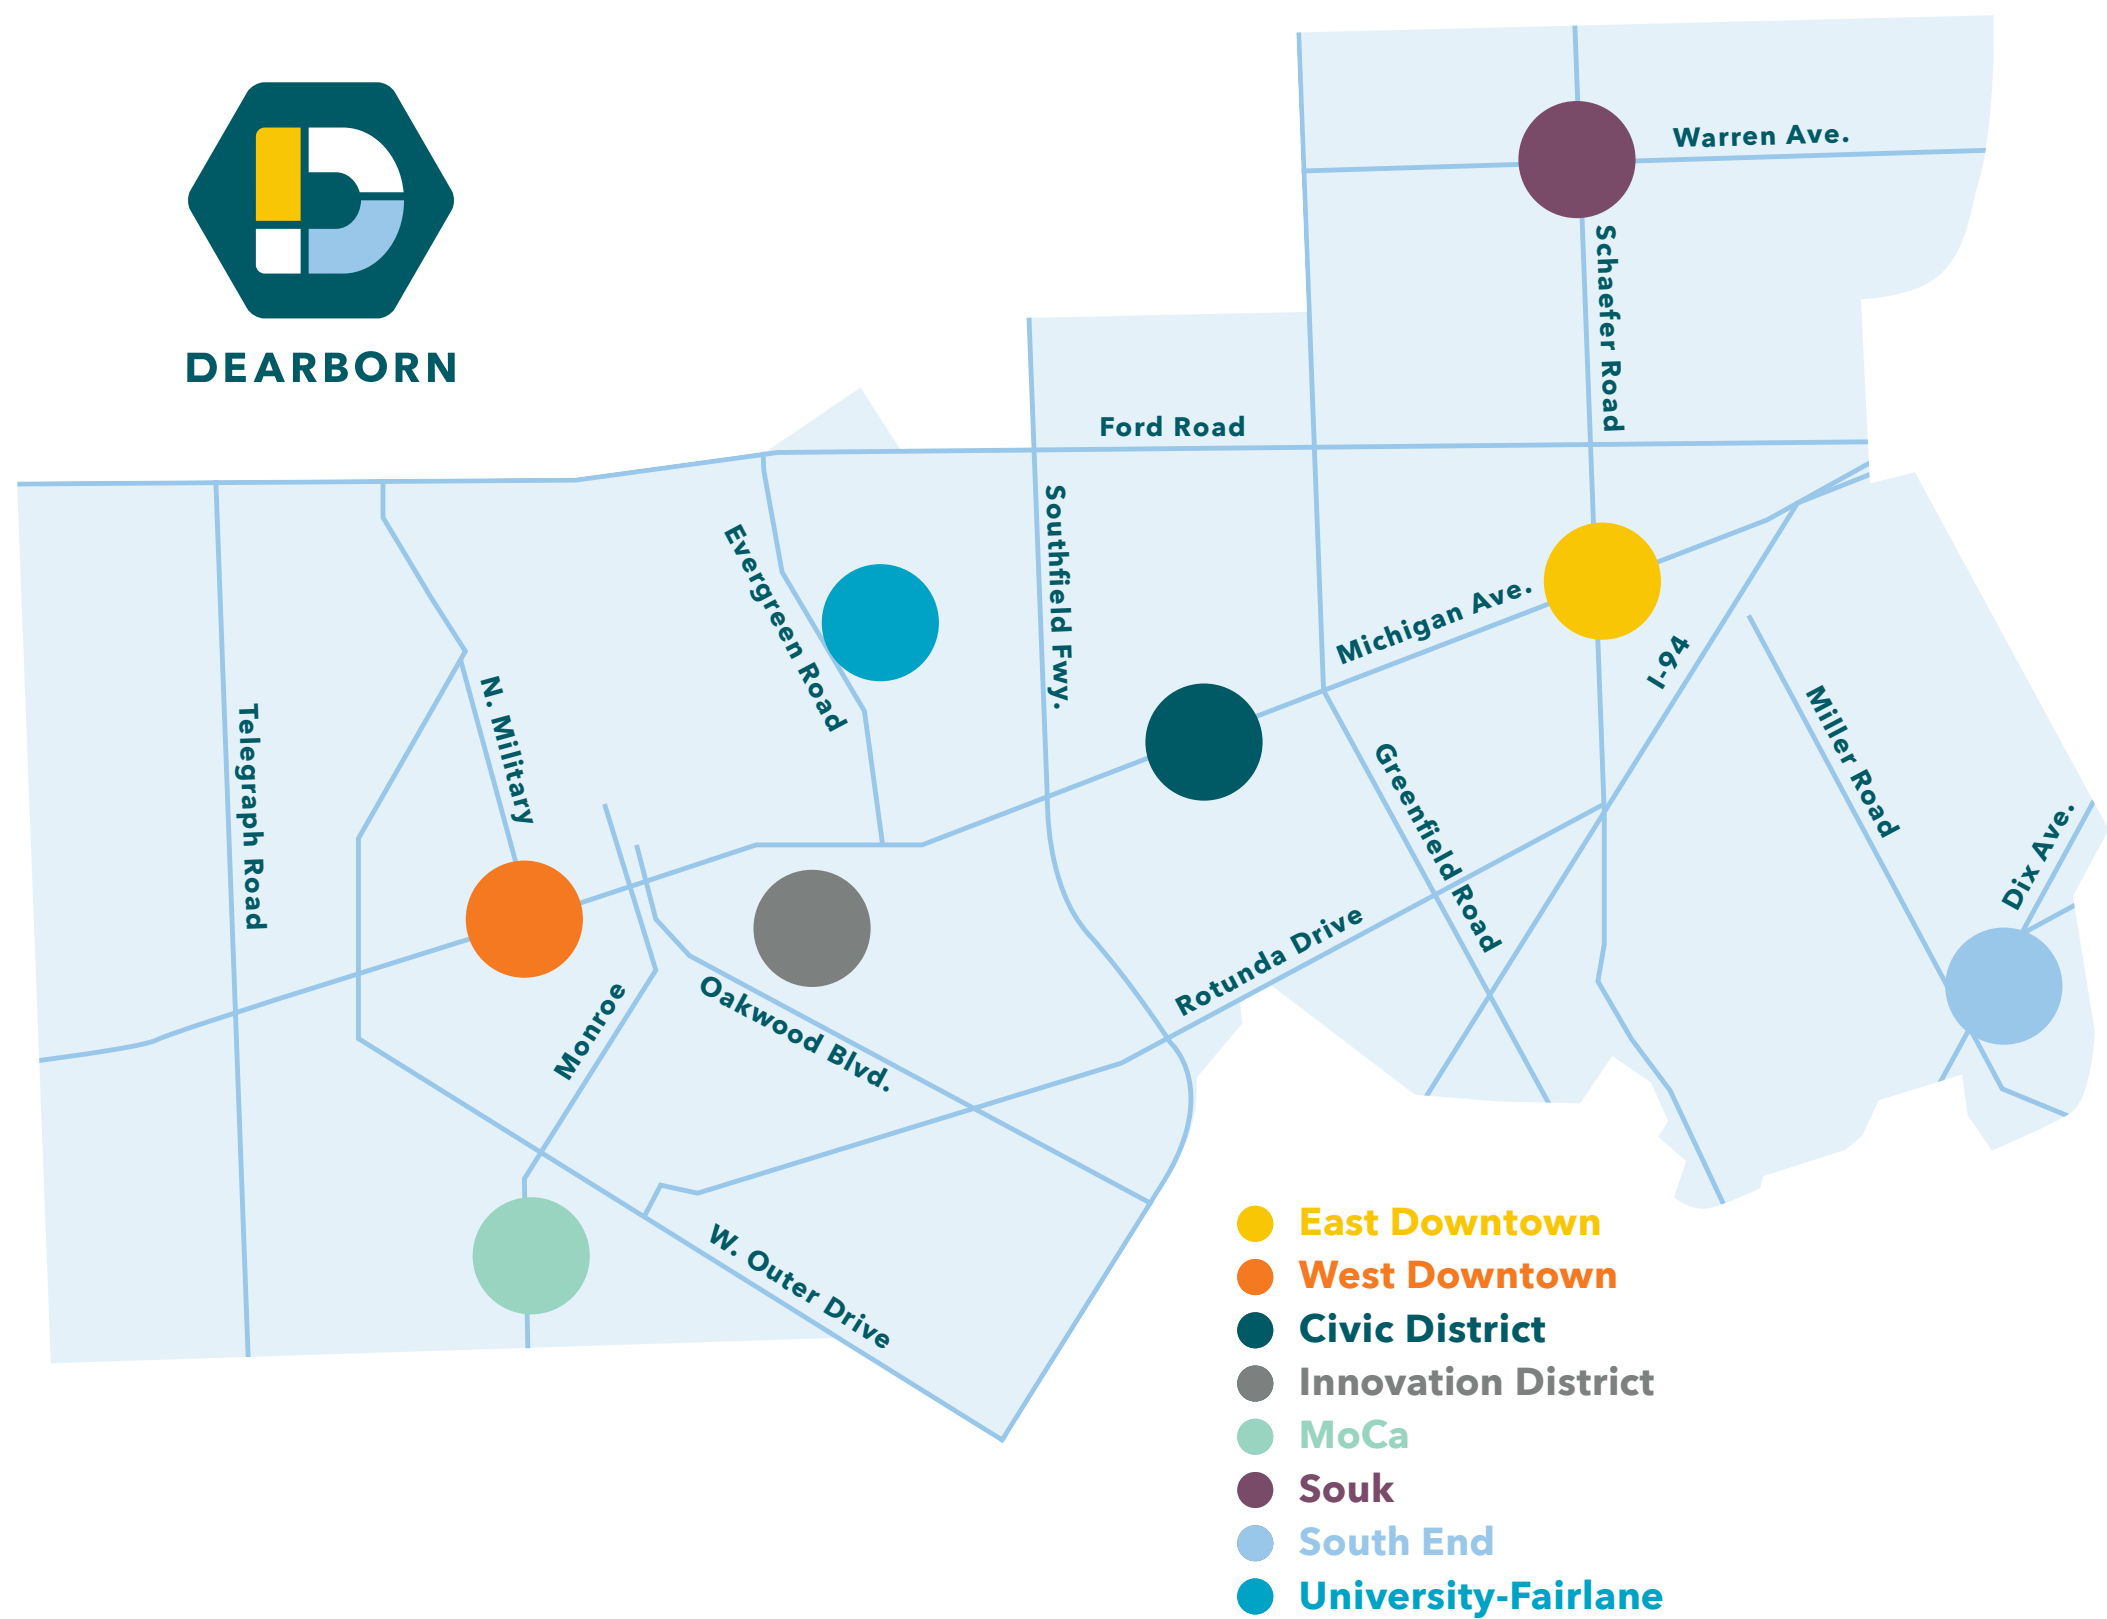 Warren Ave.
Schaefer Road
DEARBORN
Ford Road
Southfield Fwy.
Evergreen Road
Michigan Ave.
I-94
N. Military
Telegraph Road
Miller Road
Greenfield Road
Dix Ave.
Rotunda Drive
Monroe
Oakwood Blvd.
W. Outer Drive
East Downtown
West Downtown
Civic District
Innovation District
MoCa
Souk
South End
University-Fairlane